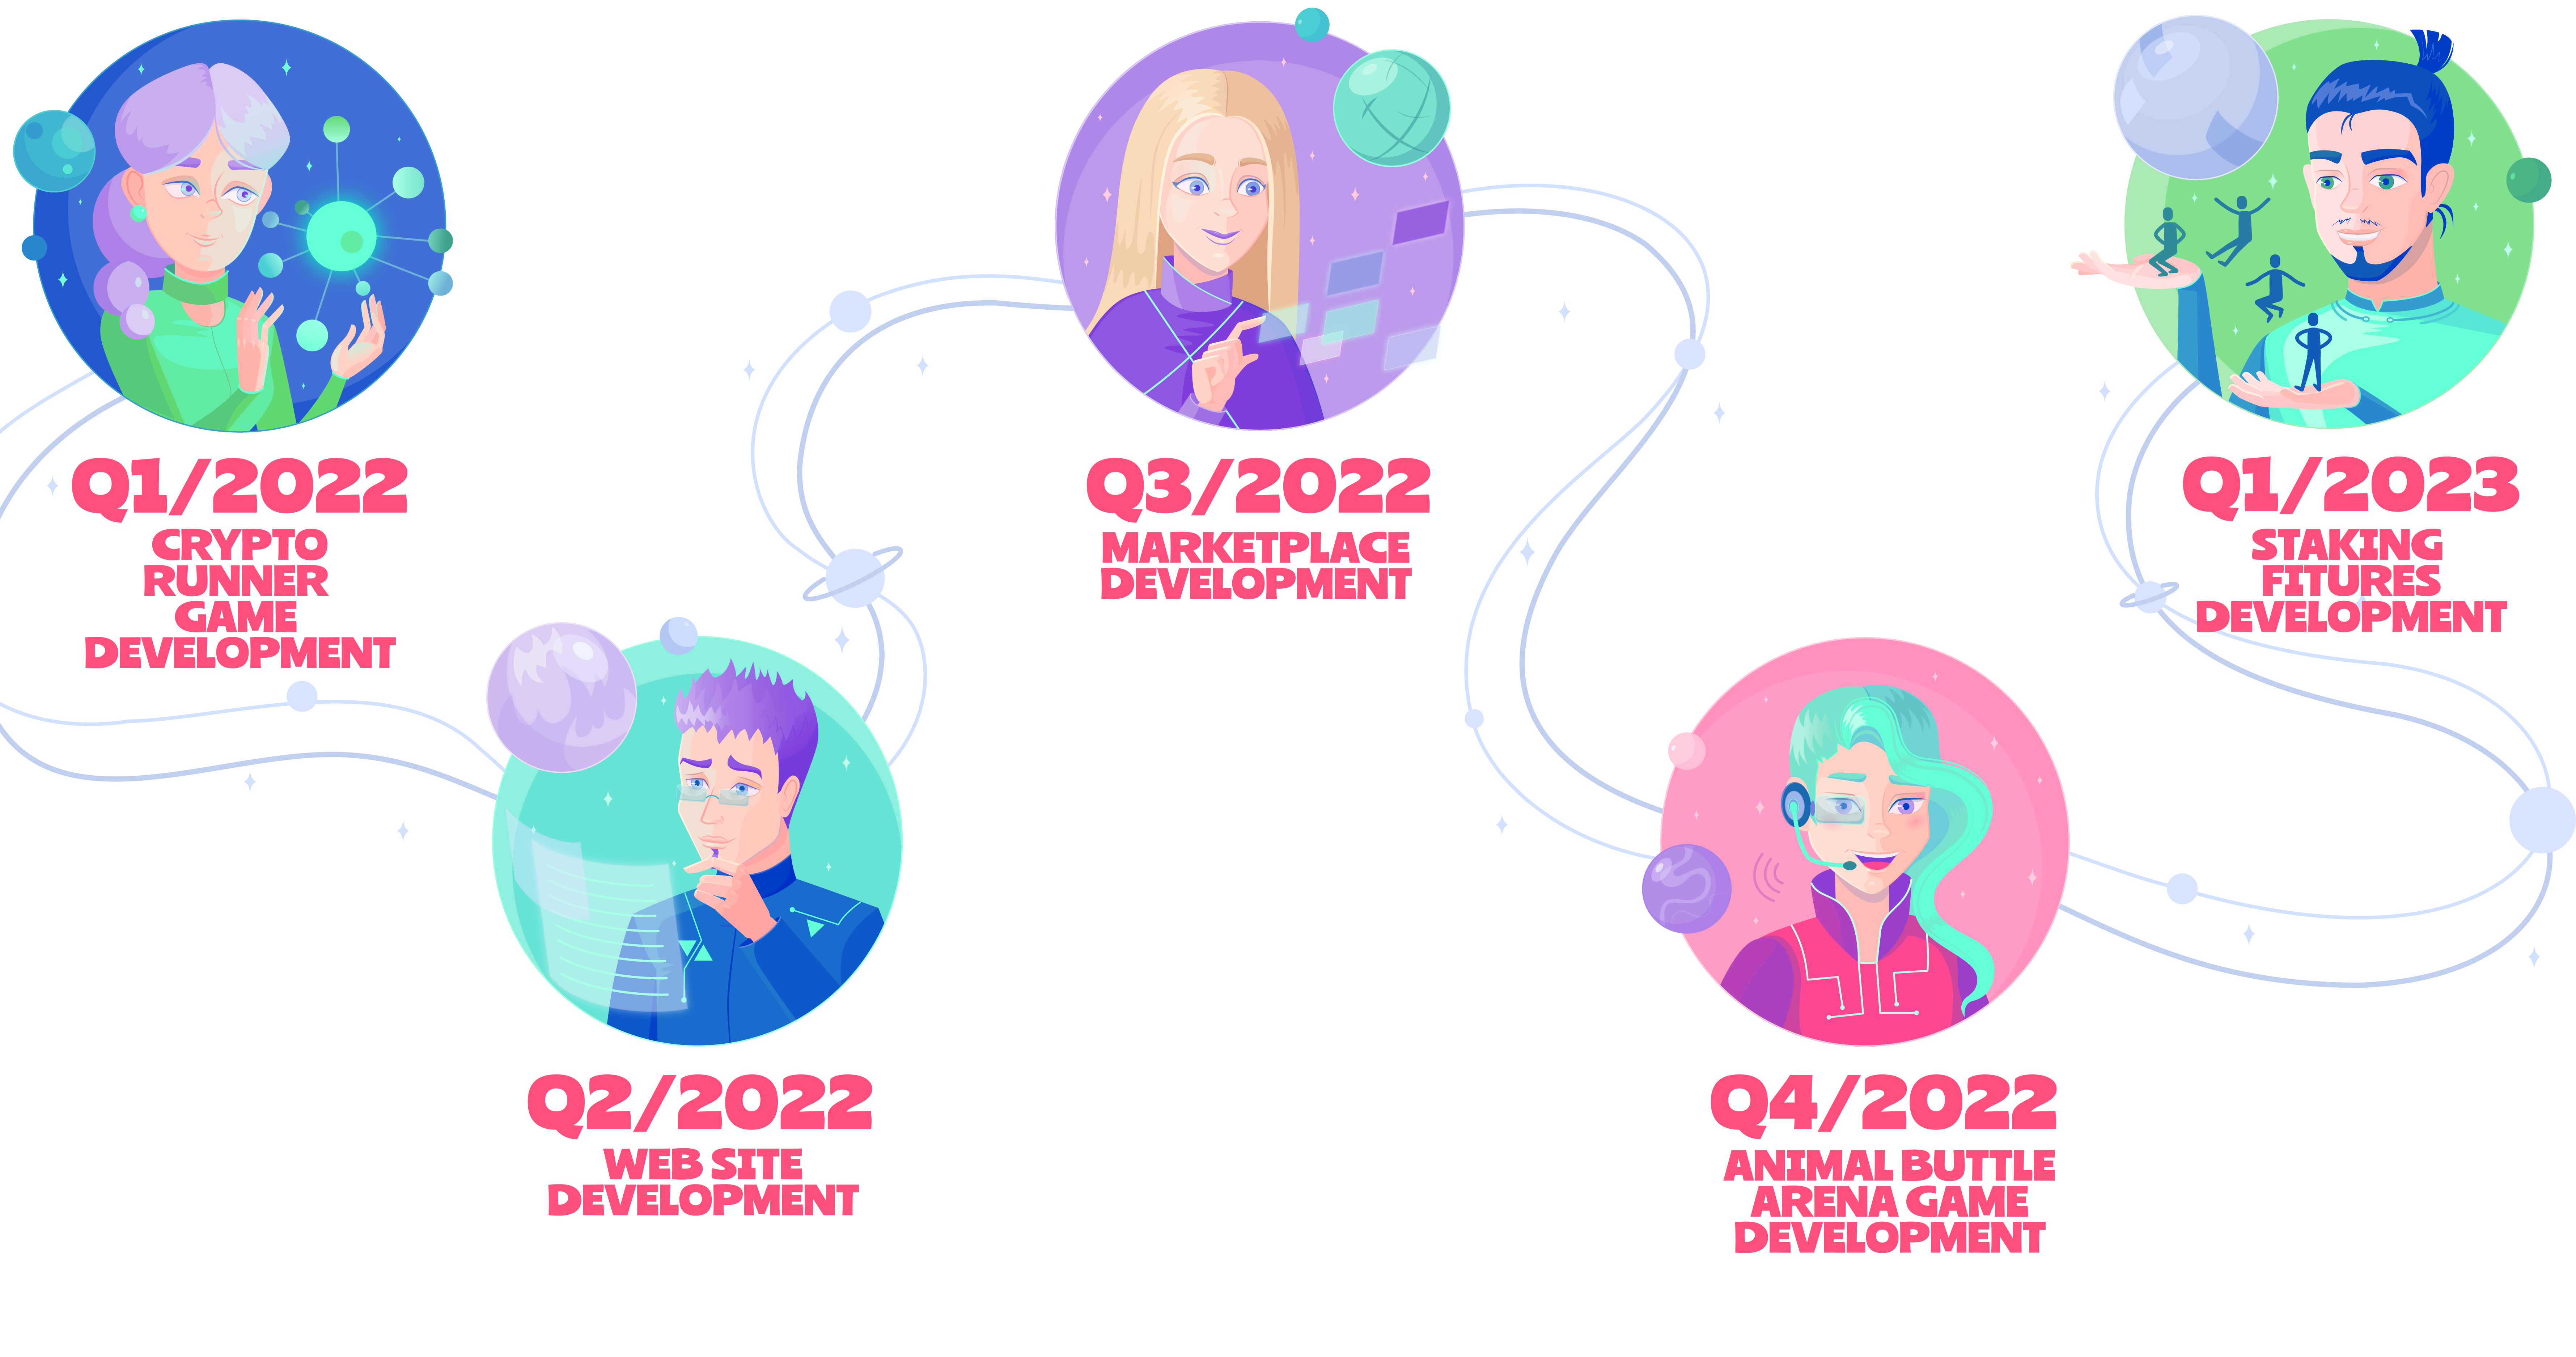 Q1/2022
CRYPTO
RUNNER
GAME
DEVELOPMENT
Q2/2022
WEB SITE
DEVELOPMENT
Q3/2022
MARKETPLACE
DEVELOPMENT
Q4/2022
ANIMAL BUTTLE
ARENA GAME
DEVELOPMENT
Q1/2023
STAKING
FITURES
DEVELOPMENT